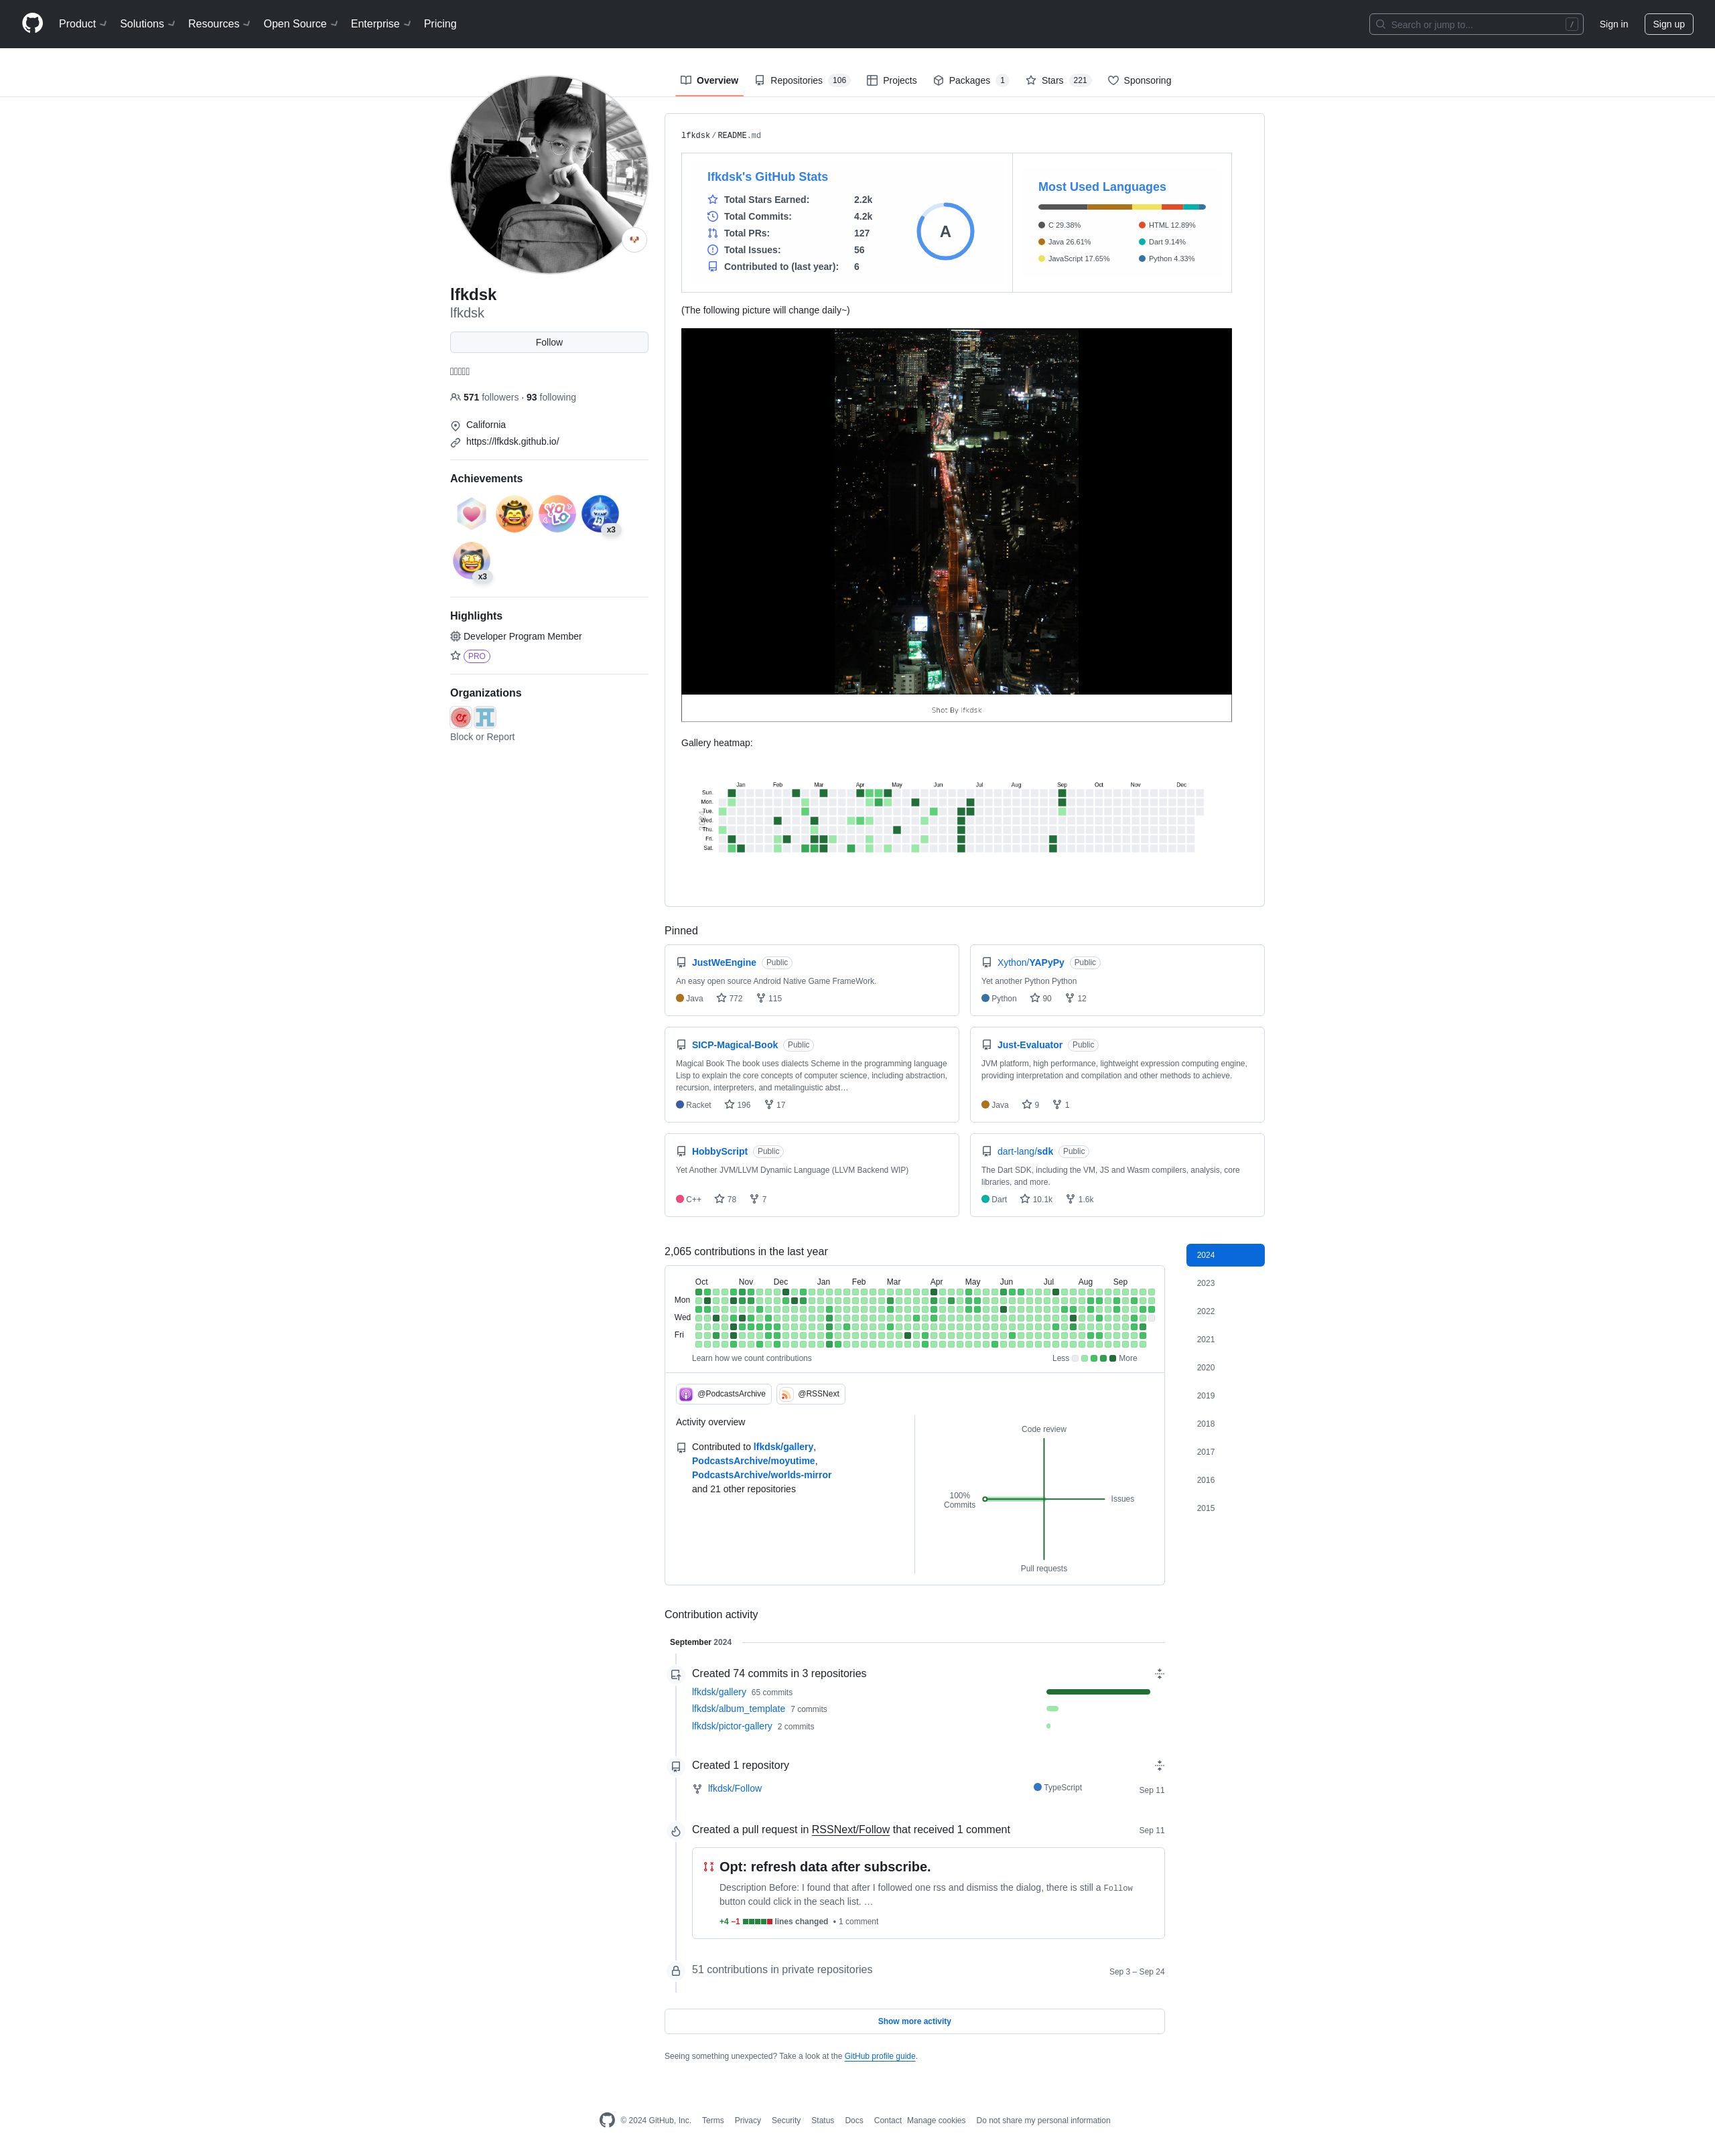 Product Solutions Resources Open Source Enterprise Pricing Search or jump to... / Sign in Sign up
Overview Repositories 106 Projects Packages 1 Stars 221 Sponsoring
lfkdsk
lfkdsk
Follow
571 followers · 93 following
California
https://lfkdsk.github.io/
Achievements
YOLO
x3
x3
Highlights
Developer Program Member
PRO
Organizations
Block or Report
lfkdsk/README.md
lfkdsk's GitHub Stats
Total Stars Earned: 2.2k
Total Commits: 4.2k
Total PRs: 127
Total Issues: 56
Contributed to (last year): 6
A
Most Used Languages
C 29.38% HTML 12.89%
Java 26.61% Dart 9.14%
JavaScript 17.65% Python 4.33%
(The following picture will change daily~)
Shot By lfkdsk
Gallery heatmap:
Jan Feb Mar Apr May Jun Jul Aug Sep Oct Nov Dec
Sun.
Mon.
Tue.
Wed.
Thu.
Fri.
Sat.
Pinned
JustWeEngine Public
An easy open source Android Native Game FrameWork.
Java 772 115
Xython/YAPyPy Public
Yet another Python Python
Python 90 12
SICP-Magical-Book Public
Magical Book The book uses dialects Scheme in the programming language
Lisp to explain the core concepts of computer science, including abstraction,
recursion, interpreters, and metalinguistic abst…
Racket 196 17
Just-Evaluator Public
JVM platform, high performance, lightweight expression computing engine,
providing interpretation and compilation and other methods to achieve.
Java 9 1
HobbyScript Public
Yet Another JVM/LLVM Dynamic Language (LLVM Backend WIP)
C++ 78 7
dart-lang/sdk Public
The Dart SDK, including the VM, JS and Wasm compilers, analysis, core
libraries, and more.
Dart 10.1k 1.6k
2,065 contributions in the last year
Oct Nov Dec Jan Feb Mar Apr May Jun Jul Aug Sep
Mon
Wed
Fri
Learn how we count contributions Less More
@PodcastsArchive @RSSNext
Activity overview
Contributed to lfkdsk/gallery,
PodcastsArchive/moyutime,
PodcastsArchive/worlds-mirror
and 21 other repositories
Code review
100%
Commits
Issues
Pull requests
2024
2023
2022
2021
2020
2019
2018
2017
2016
2015
Contribution activity
September 2024
Created 74 commits in 3 repositories
lfkdsk/gallery 65 commits
lfkdsk/album_template 7 commits
lfkdsk/pictor-gallery 2 commits
Created 1 repository
lfkdsk/Follow TypeScript Sep 11
Created a pull request in RSSNext/Follow that received 1 comment Sep 11
Opt: refresh data after subscribe.
Description Before: I found that after I followed one rss and dismiss the dialog, there is still a Follow
button could click in the seach list. …
+4 −1 lines changed • 1 comment
51 contributions in private repositories Sep 3 – Sep 24
Show more activity
Seeing something unexpected? Take a look at the GitHub profile guide.
© 2024 GitHub, Inc. Terms Privacy Security Status Docs Contact Manage cookies Do not share my personal information